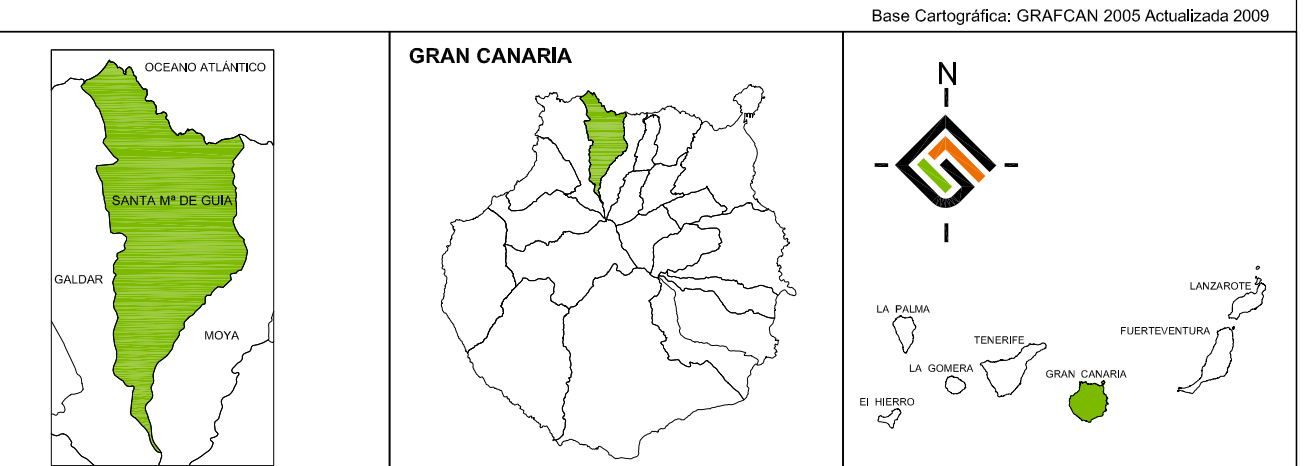 Base Cartográfica: GRAFCAN 2005 Actualizada 2009
OCEANO ATLÁNTICO
SANTA Mª DE GUIA
GALDAR
MOYA
GRAN CANARIA
N
LANZAROTE
LA PALMA
FUERTEVENTURA
TENERIFE
LA GOMERA
GRAN CANARIA
El HIERRO